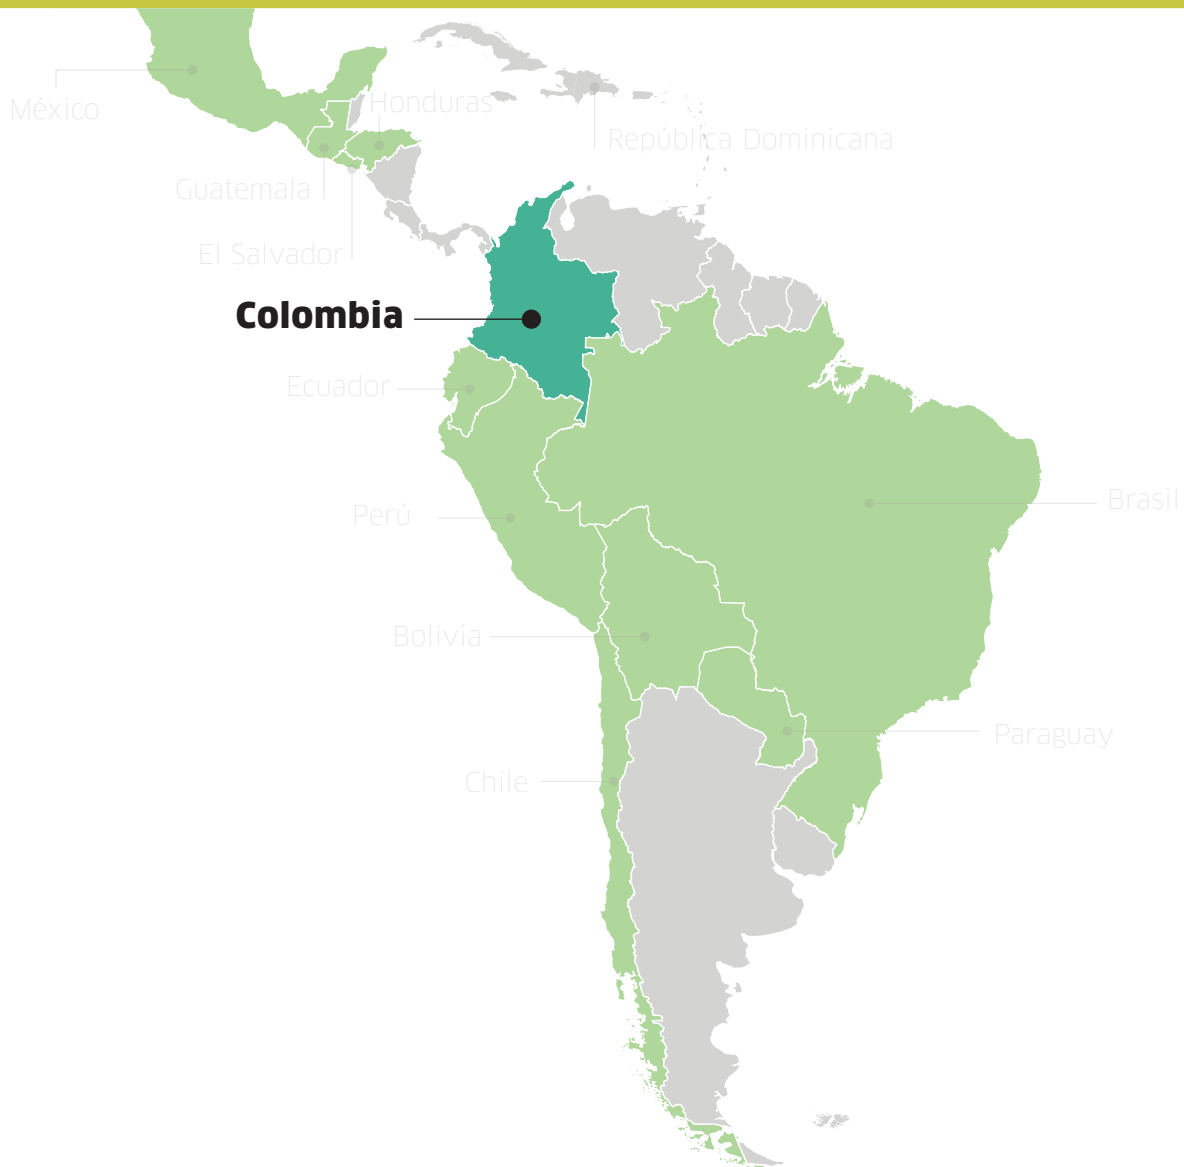 México
Honduras
República Dominicana
Guatemala
El Salvador
Colombia
Ecuador
Brasil
Perú
Bolivia
Paraguay
Chile